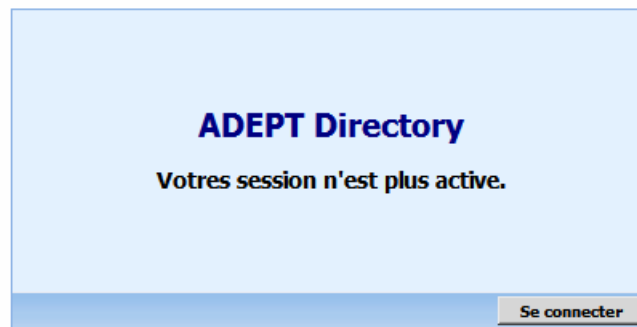 ADEPT Directory
Votres session n'est plus active.
Se connecter